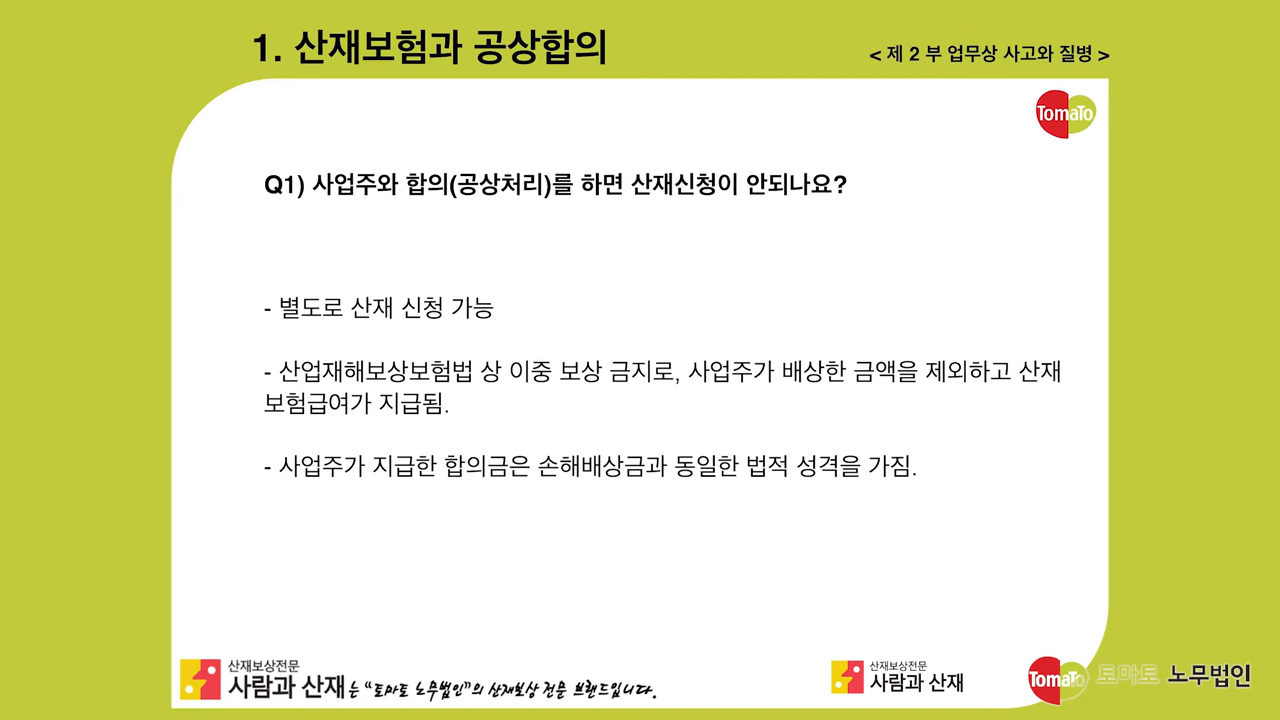 1. 산재보험과 공상합의
< 제 2 부 업무상 사고와 질병 >
TomaTo
Q1) 사업주와 합의(공상처리)를 하면 산재신청이 안되나요?
- 별도로 산재 신청 가능
- 산업재해보상보험법 상 이중 보상 금지로, 사업주가 배상한 금액을 제외하고 산재
보험급여가 지급됨.
- 사업주가 지급한 합의금은 손해배상금과 동일한 법적 성격을 가짐.
산재보상전문
사람과 산재는 “토마토 노무법인”의 산재보상 전문 브랜드입니다.
산재보상전문
사람과 산재
TomaTo 토마토 노무법인